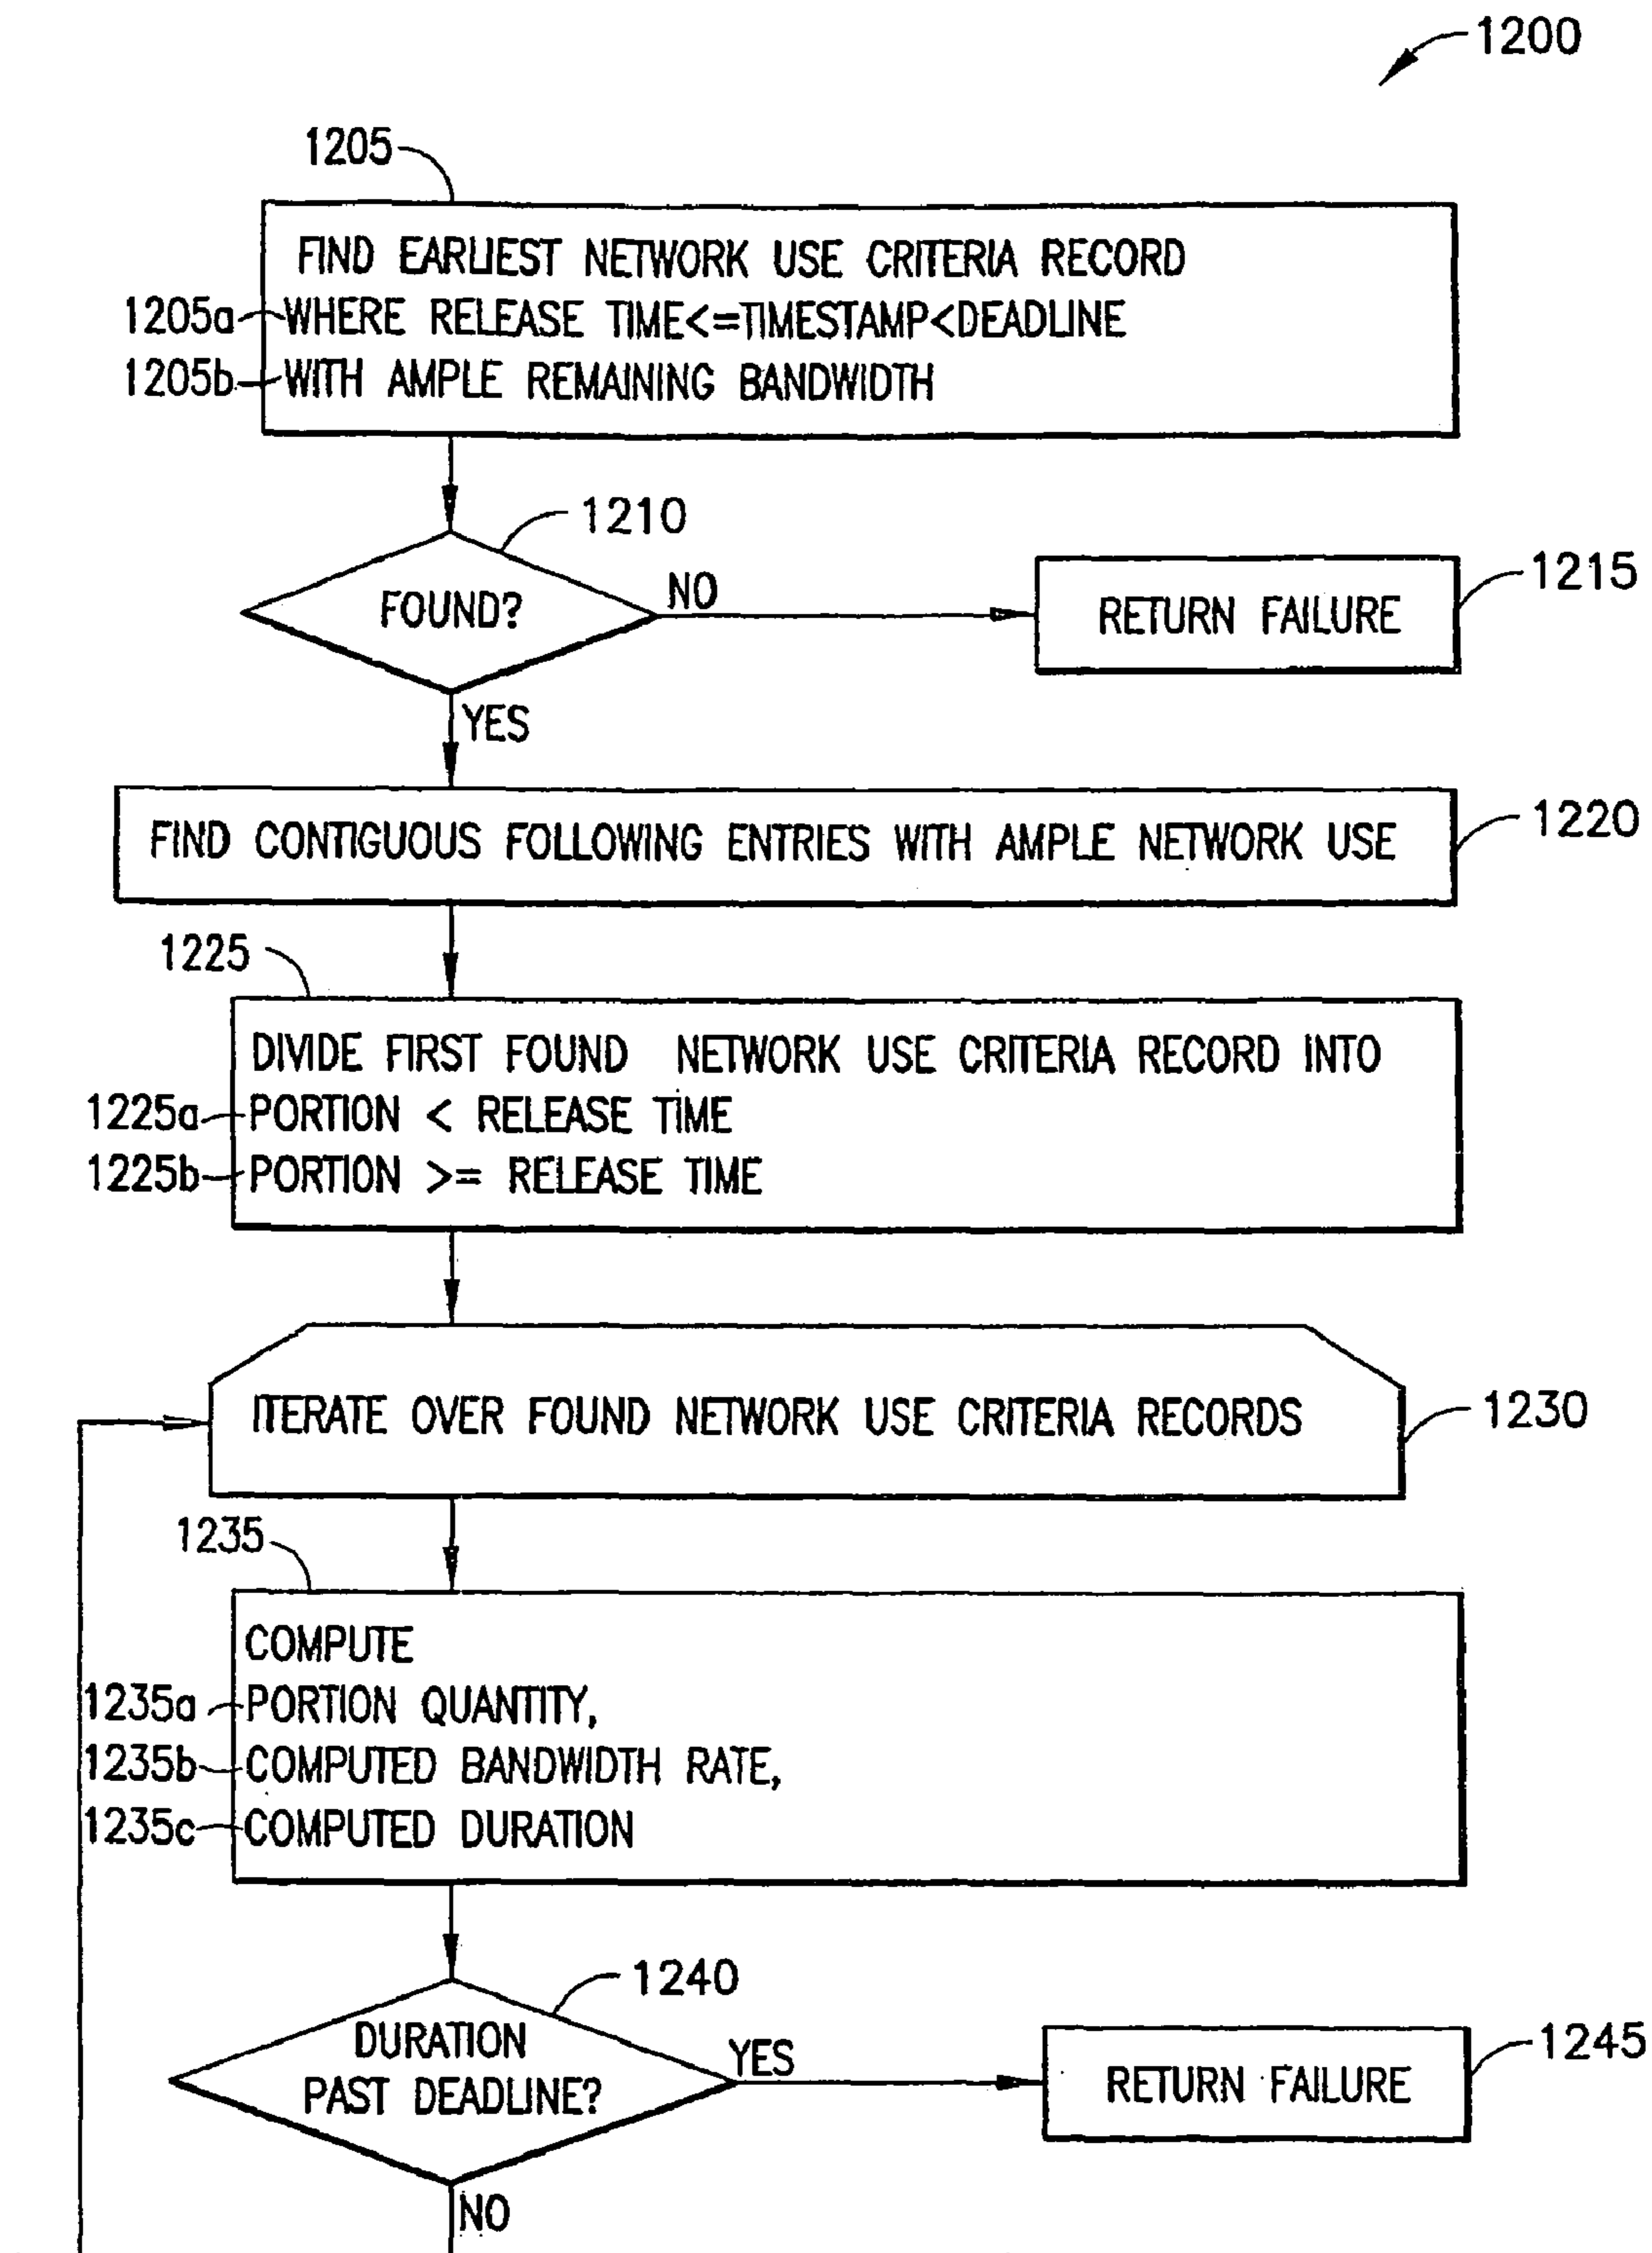 1200
1205
FIND EARLIEST NETWORK USE CRITERIA RECORD
1205a WHERE RELEASE TIME<=TIMESTAMP<DEADLINE
1205b WITH AMPLE REMAINING BANDWIDTH
1210
FOUND?
NO
RETURN FAILURE
1215
YES
FIND CONTIGUOUS FOLLOWING ENTRIES WITH AMPLE NETWORK USE
1220
1225
DIVIDE FIRST FOUND NETWORK USE CRITERIA RECORD INTO
1225a PORTION < RELEASE TIME
1225b PORTION >= RELEASE TIME
ITERATE OVER FOUND NETWORK USE CRITERIA RECORDS
1230
1235
COMPUTE
1235a PORTION QUANTITY,
1235b COMPUTED BANDWIDTH RATE,
1235c COMPUTED DURATION
1240
DURATION
PAST DEADLINE?
YES
RETURN FAILURE
1245
NO